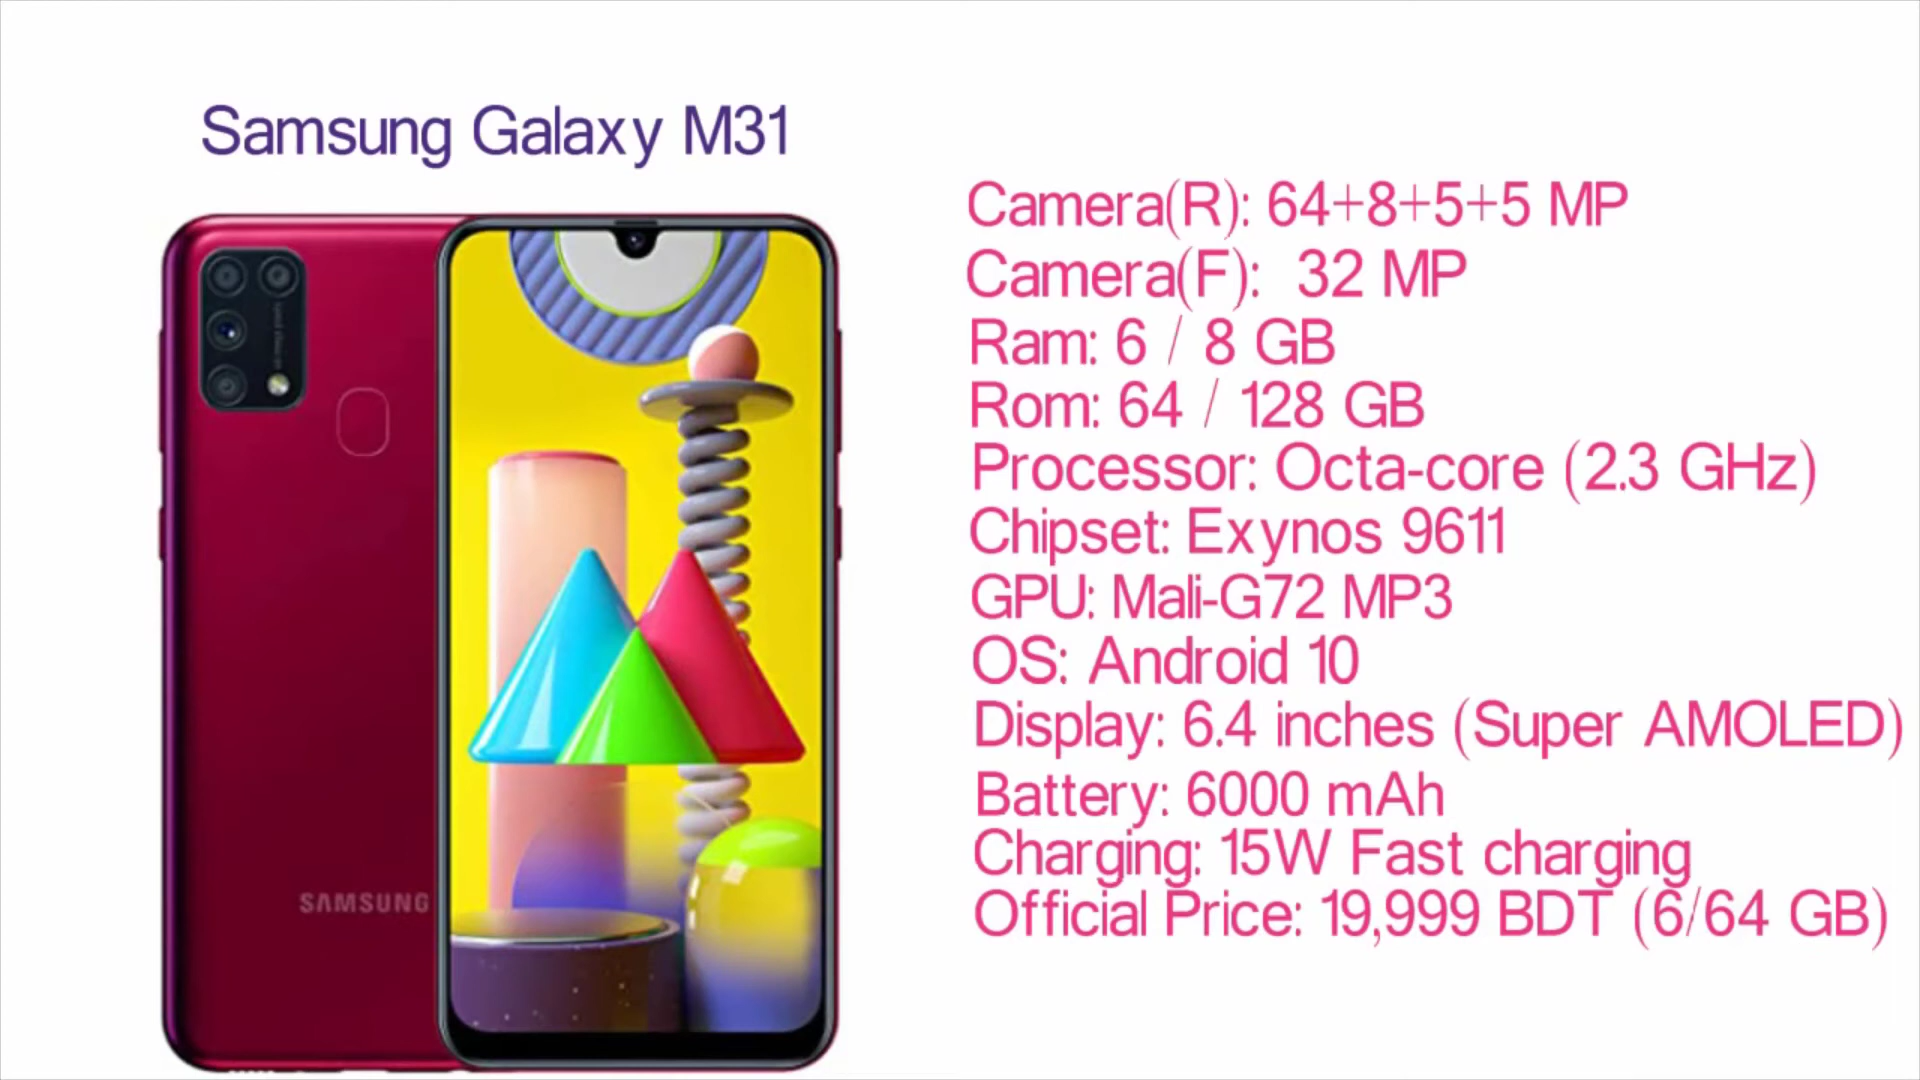 Samsung Galaxy M31
Camera(R): 64+8+5+5 MP
Camera(F): 32 MP
Ram: 6 / 8 GB
Rom: 64 / 128 GB
Processor: Octa-core (2.3 GHz)
Chipset: Exynos 9611
GPU: Mali-G72 MP3
OS: Android 10
Display: 6.4 inches (Super AMOLED)
Battery: 6000 mAh
Charging: 15W Fast charging
Official Price: 19,999 BDT (6/64 GB)
SAMSUNG